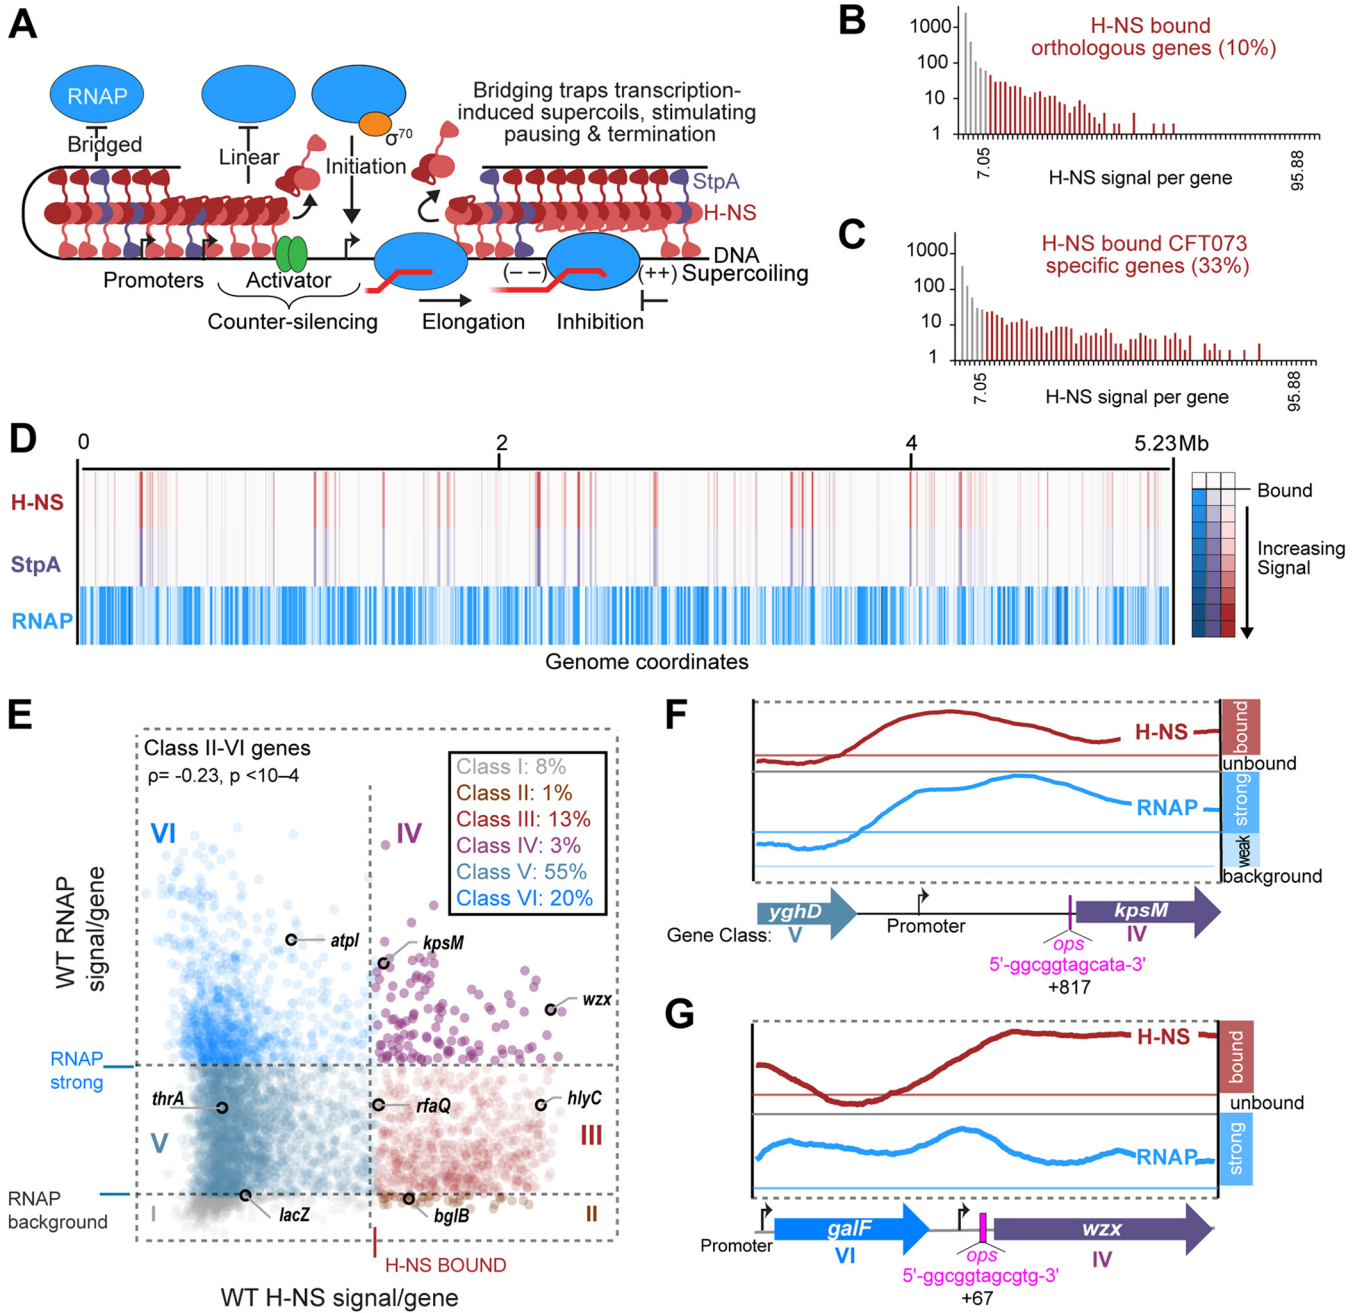 A
RNAP
Bridged
Linear
Initiation
σ70
Bridging traps transcription-
induced supercoils, stimulating
pausing & termination
StpA
H-NS
DNA
(− −)
(++) Supercoiling
Promoters
Activator
Counter-silencing
Elongation
Inhibition
B
1000
100
10
1
H-NS bound
orthologous genes (10%)
7.05
95.88
H-NS signal per gene
C
1000
100
10
1
H-NS bound CFT073
specific genes (33%)
7.05
95.88
H-NS signal per gene
D
0
2
4
5.23Mb
H-NS
StpA
RNAP
Genome coordinates
Bound
Increasing
Signal
E
Class II-VI genes
ρ= -0.23, p <10–4
Class I: 8%
Class II: 1%
Class III: 13%
Class IV: 3%
Class V: 55%
Class VI: 20%
VI
IV
V
III
I
II
atpI
kpsM
wzx
thrA
rfaQ
hlyC
lacZ
bglB
WT RNAP
signal/gene
RNAP
strong
RNAP
background
H-NS BOUND
WT H-NS signal/gene
F
H-NS
RNAP
bound
unbound
strong
weak
background
yghD
Promoter
kpsM
Gene Class:
V
IV
ops
5'-ggcggtagcata-3'
+817
G
H-NS
RNAP
bound
unbound
strong
Promoter
galF
wzx
VI
IV
ops
5'-ggcggtagcgtg-3'
+67